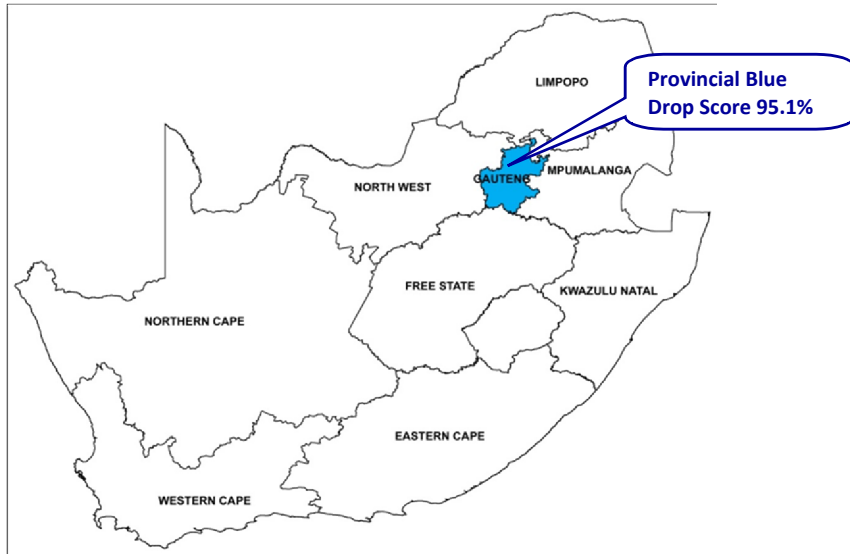 LIMPOPO
Provincial Blue
Drop Score 95.1%
NORTH WEST
GAUTENG
MPUMALANGA
FREE STATE
KWAZULU NATAL
NORTHERN CAPE
EASTERN CAPE
WESTERN CAPE